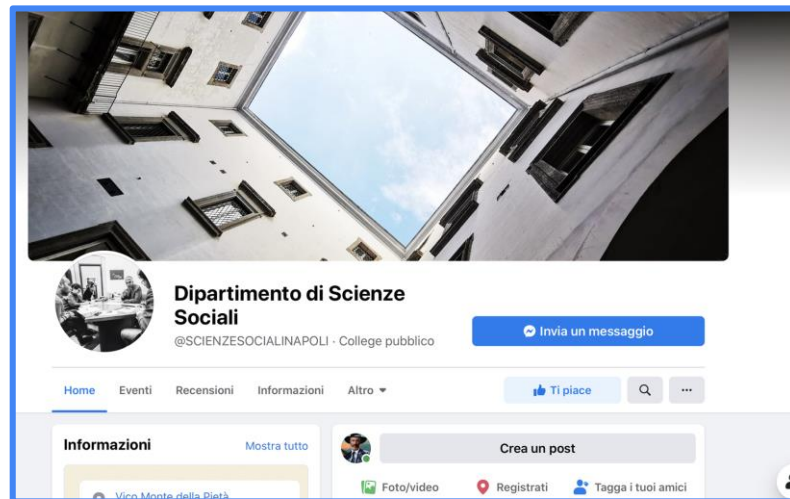 Dipartimento di Scienze
Sociali
@SCIENZESOCIALINAPOLI · College pubblico
Invia un messaggio
Home Eventi Recensioni Informazioni Altro
Ti piace
Informazioni Mostra tutto
Crea un post
Foto/video Registrati Tagga i tuoi amici
Vico Monte della Pietà